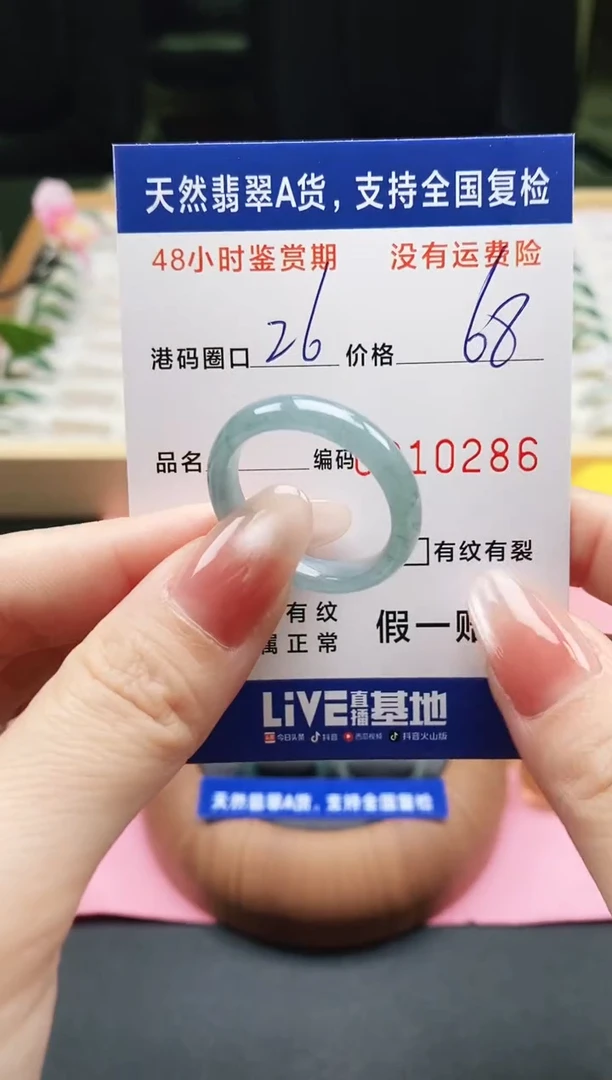 天然翡翠A货，支持全国复检
48小时鉴赏期 没有运费险
港码圈口 26 价格 68
品名 编码 10286
有纹有裂
有纹
属正常 假一
LiVE直播基地
今日头条 抖音 西瓜视频 抖音火山版
天然翡翠A货，支持全国复检